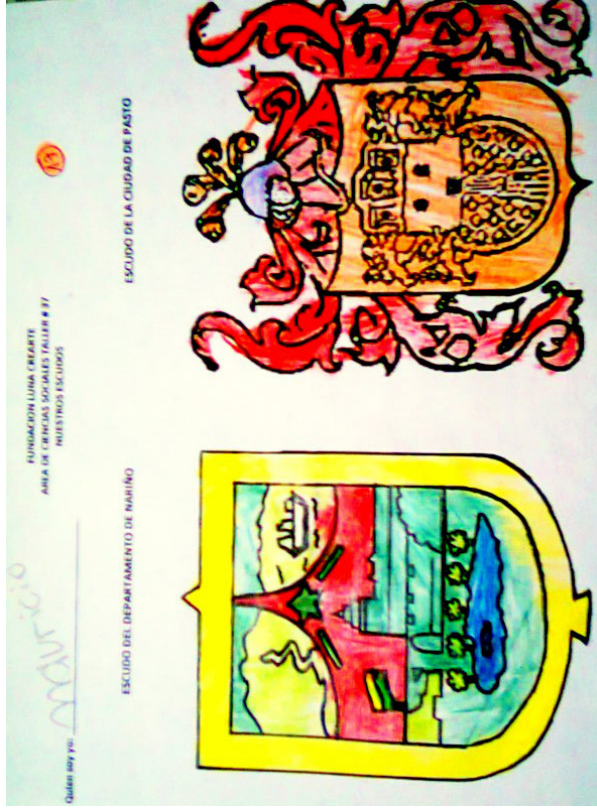 FUNDACION LUNA CREARTE
AREA DE CIENCIAS SOCIALES TALLER # 37
NUESTROS ESCUDOS
Quien soy yo: Mauricio
ESCUDO DEL DEPARTAMENTO DE NARIÑO
ESCUDO DE LA CIUDAD DE PASTO